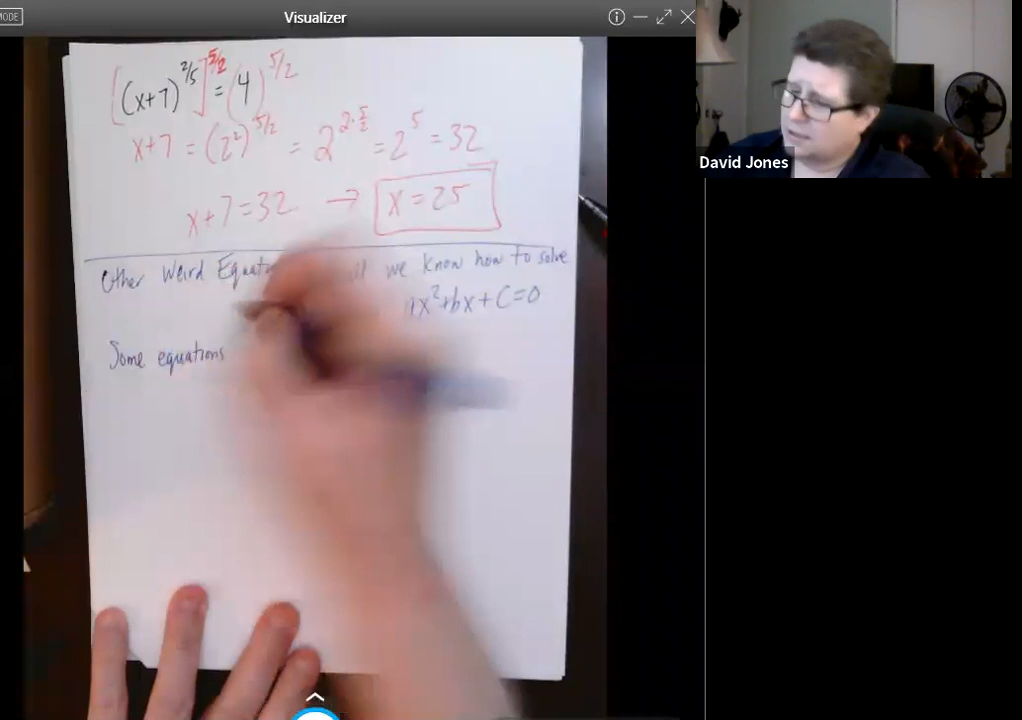 MODE
Visualizer
David Jones
[(x+7)^{2/5}]^{5/2} = (4)^{5/2}
x+7 = (2^2)^{5/2} = 2^{2·5/2} = 2^5 = 32
x+7=32 → x = 25
Other Weird we know how to solve
ax^2+bx+C=0
Some equations